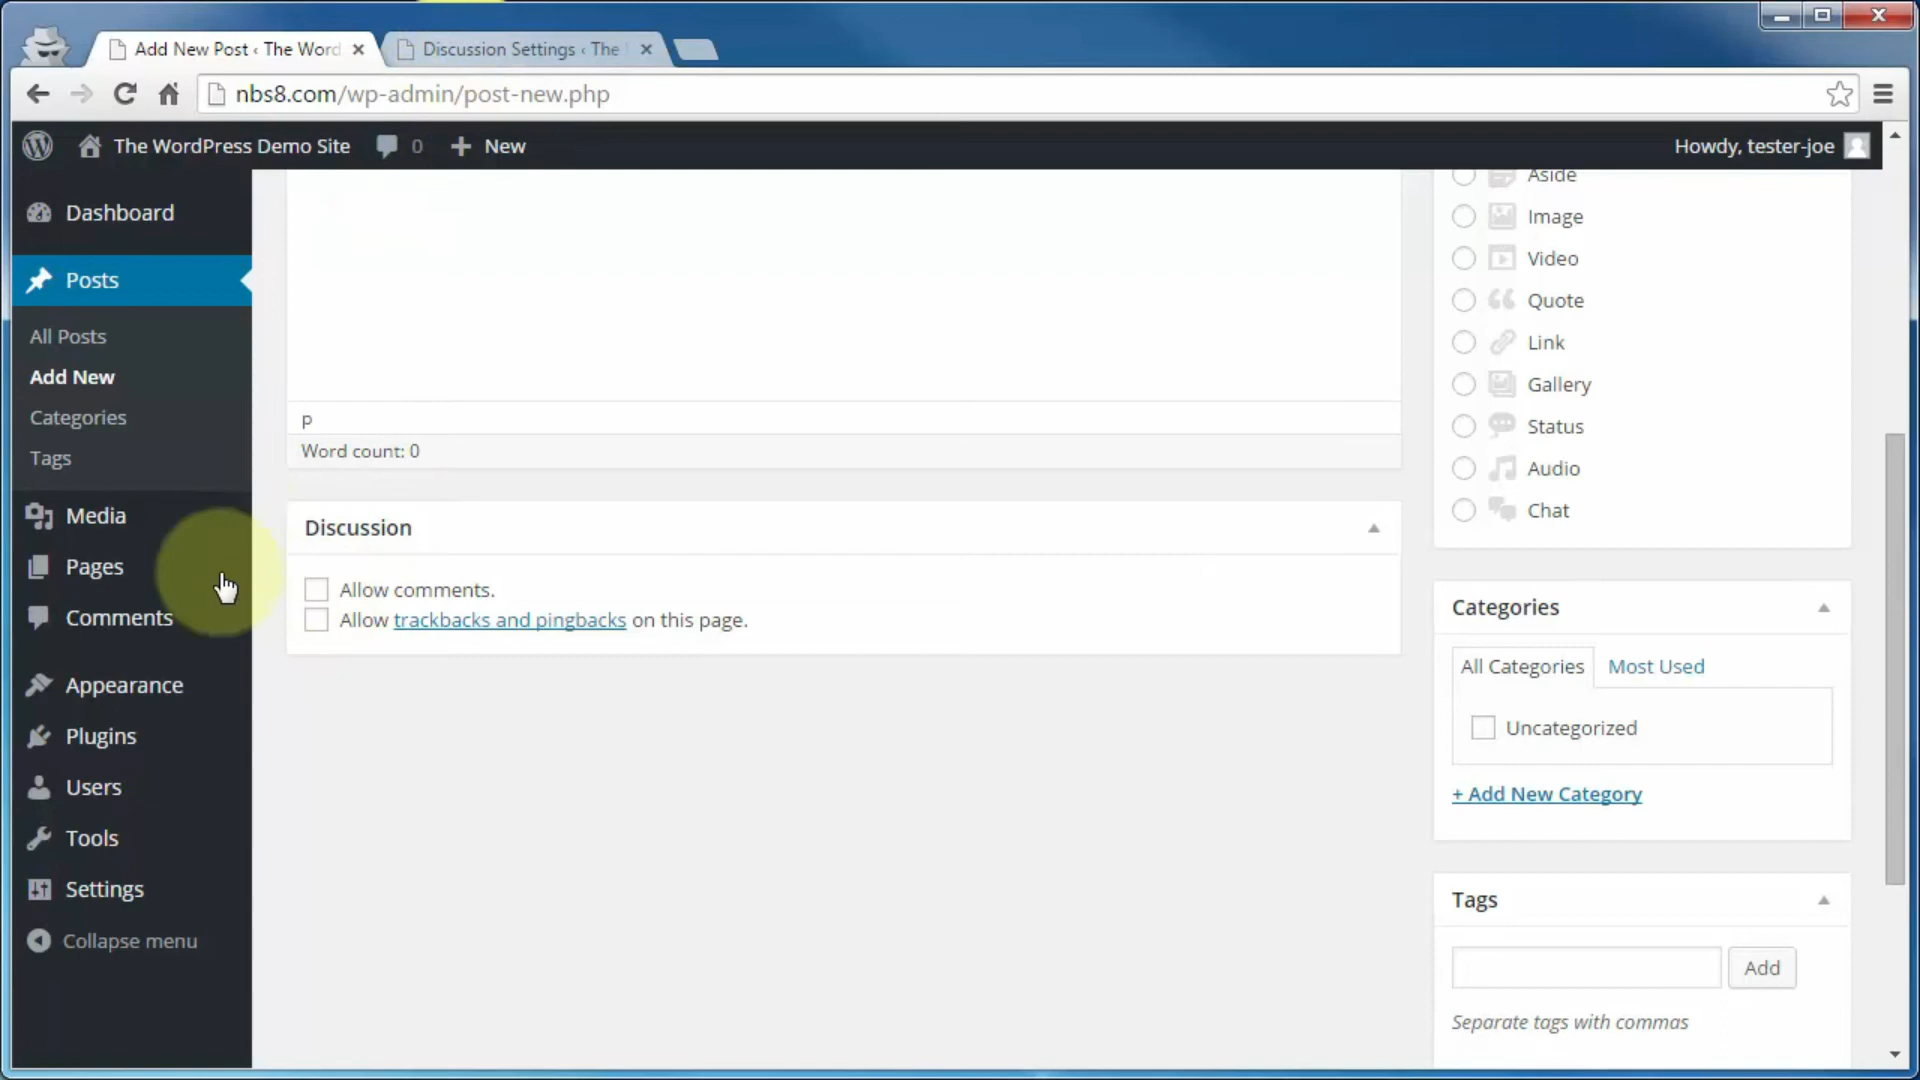 Add New Post ‹ The Word
Discussion Settings ‹ The
nbs8.com/wp-admin/post-new.php
The WordPress Demo Site
0
+ New
Howdy, tester-joe
Dashboard
Posts
All Posts
Add New
Categories
Tags
Media
Pages
Comments
Appearance
Plugins
Users
Tools
Settings
Collapse menu
p
Word count: 0
Discussion
Allow comments.
Allow trackbacks and pingbacks on this page.
Aside
Image
Video
Quote
Link
Gallery
Status
Audio
Chat
Categories
All Categories
Most Used
Uncategorized
+ Add New Category
Tags
Add
Separate tags with commas